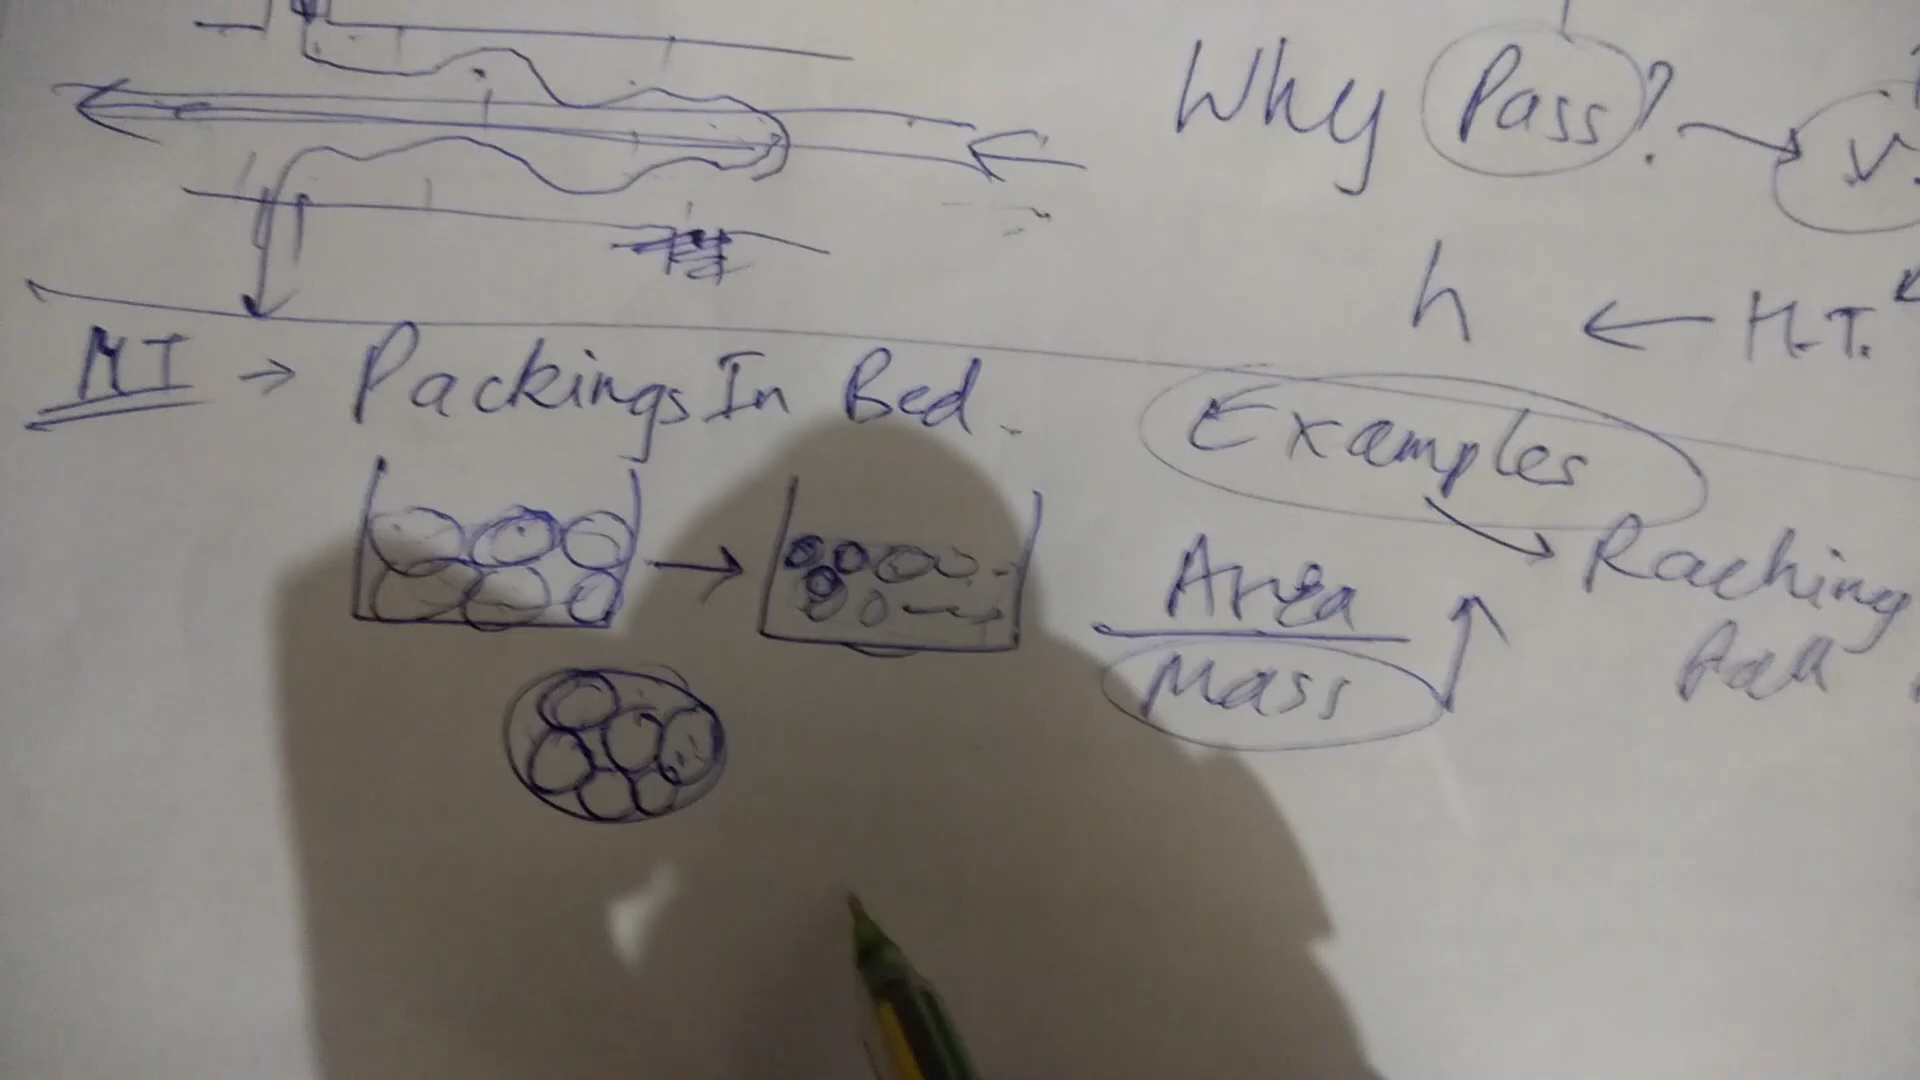 Why Pass? → v
h ← H.T.
MT → Packings In Bed.
Examples
Area
Mass
Raching